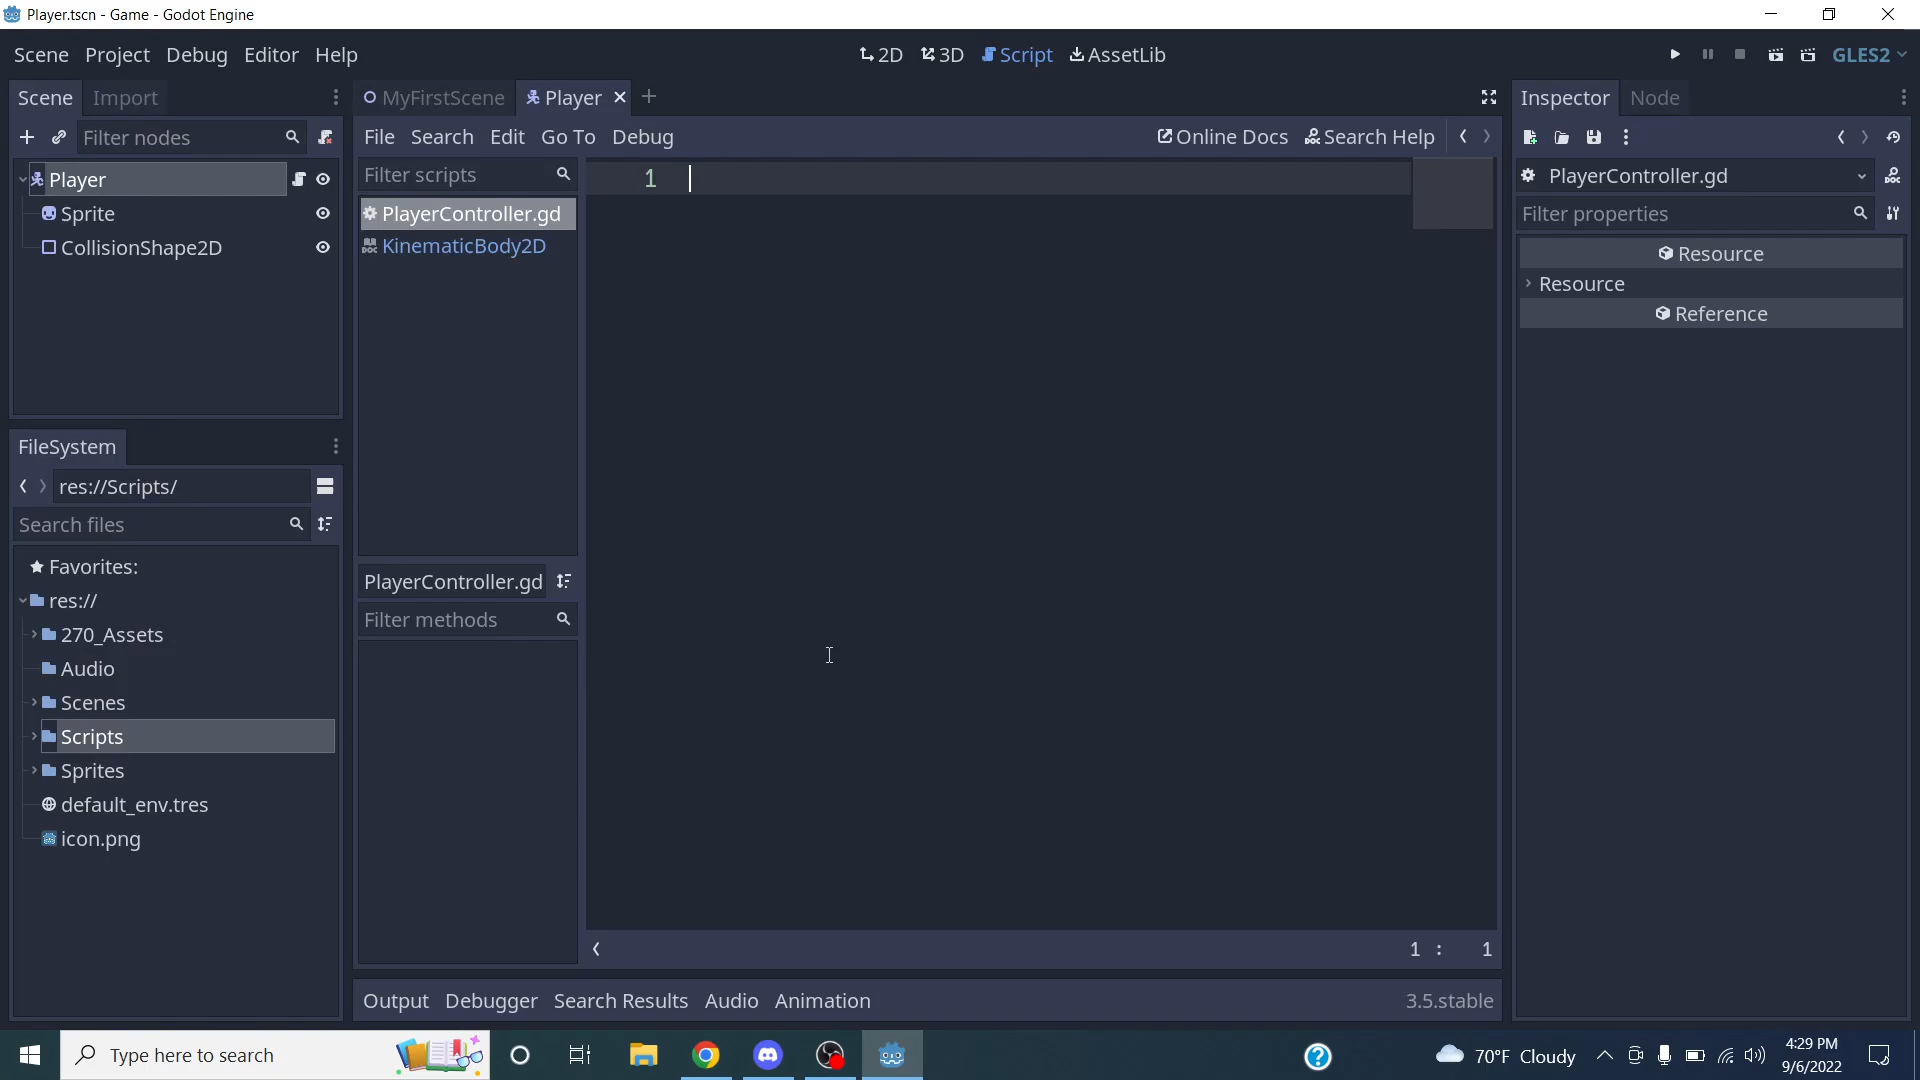 Player.tscn - Game - Godot Engine
Scene Project Debug Editor Help
2D 3D Script AssetLib
GLES2
Scene Import
Filter nodes
Player
Sprite
CollisionShape2D
FileSystem
res://Scripts/
Search files
Favorites:
res://
270_Assets
Audio
Scenes
Scripts
Sprites
default_env.tres
icon.png
MyFirstScene Player
File Search Edit Go To Debug
Online Docs Search Help
Filter scripts
PlayerController.gd
KinematicBody2D
PlayerController.gd
Filter methods
1
1 : 1
Output Debugger Search Results Audio Animation
3.5.stable
Inspector Node
PlayerController.gd
Filter properties
Resource
Resource
Reference
Type here to search
70°F Cloudy
4:29 PM
9/6/2022